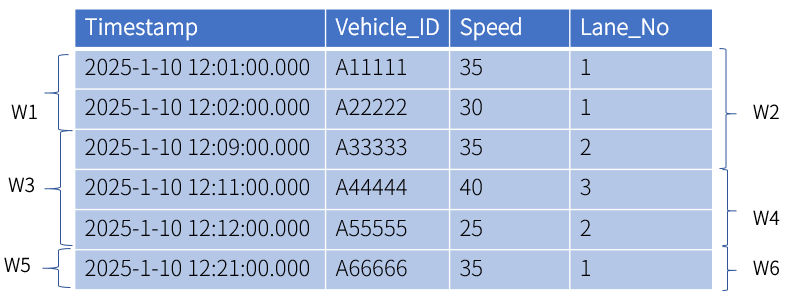 Timestamp Vehicle_ID Speed Lane_No
2025-1-10 12:01:00.000 A11111 35 1
W1 2025-1-10 12:02:00.000 A22222 30 1 W2
2025-1-10 12:09:00.000 A33333 35 2
W3 2025-1-10 12:11:00.000 A44444 40 3
2025-1-10 12:12:00.000 A55555 25 2 W4
W5 2025-1-10 12:21:00.000 A66666 35 1 W6